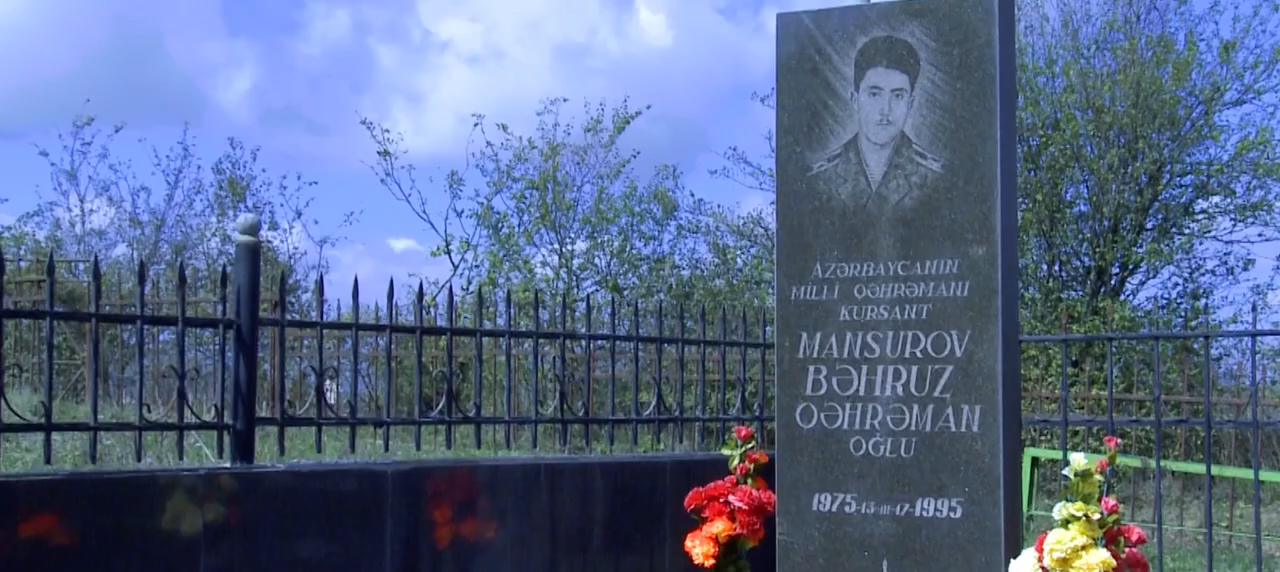 AZƏRBAYCANIN
MİLLİ QƏHRƏMANI
KURSANT
MANSUROV
BƏHRUZ
QƏHRƏMAN
OĞLU
1975-13-III-17-1995